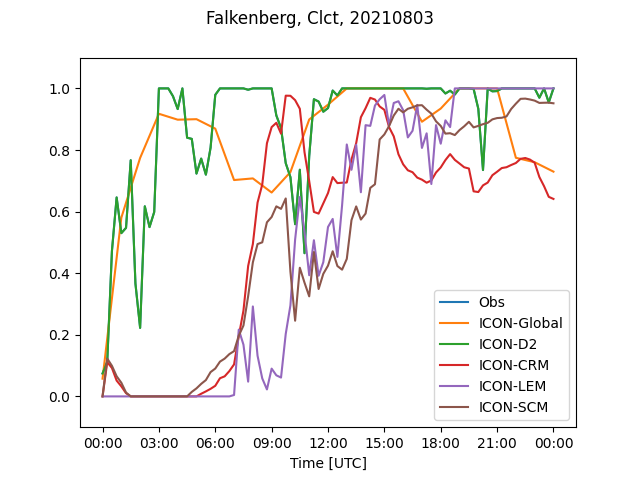 Falkenberg, Clct, 20210803
1.0
0.8
0.6
0.4
0.2
0.0
Obs
ICON-Global
ICON-D2
ICON-CRM
ICON-LEM
ICON-SCM
00:00 03:00 06:00 09:00 12:00 15:00 18:00 21:00 00:00
Time [UTC]